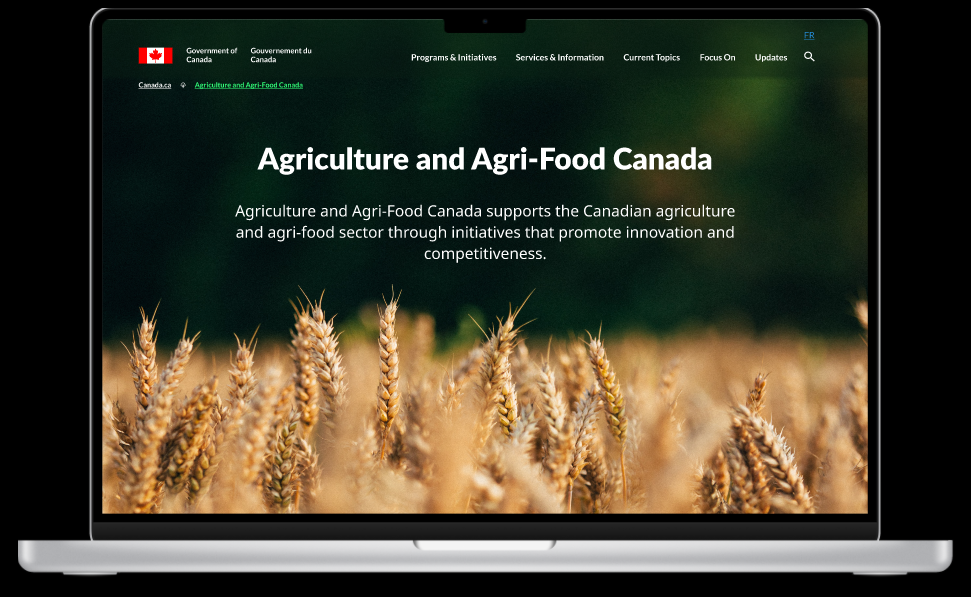 FR
Government of Canada
Gouvernement du Canada
Programs & Initiatives
Services & Information
Current Topics
Focus On
Updates
Canada.ca
Agriculture and Agri-Food Canada
Agriculture and Agri-Food Canada
Agriculture and Agri-Food Canada supports the Canadian agriculture
and agri-food sector through initiatives that promote innovation and
competitiveness.